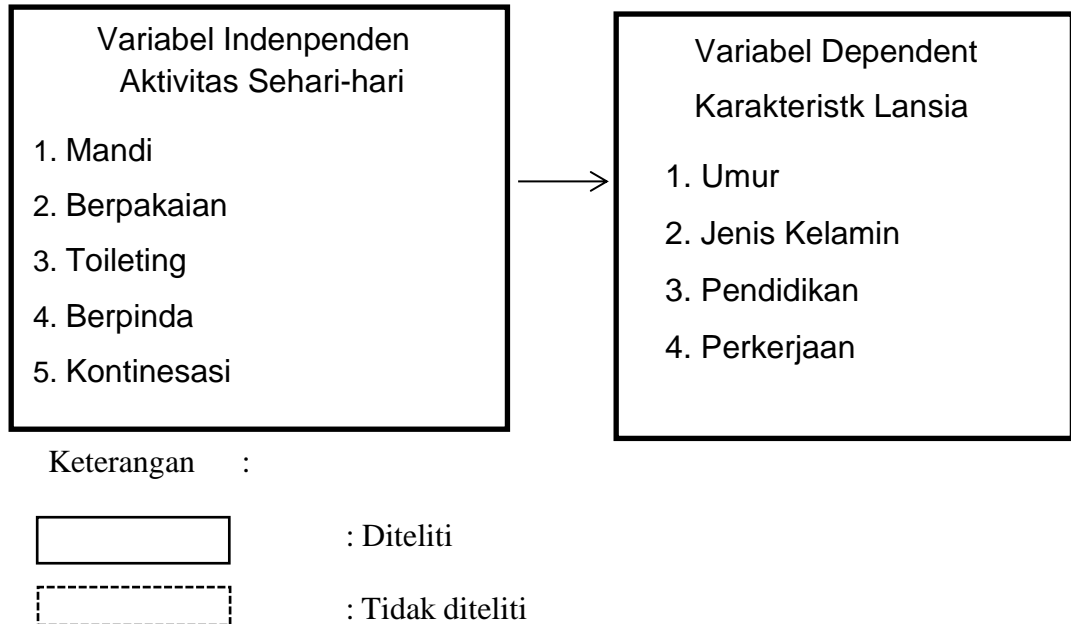 Variabel Indenpenden
Aktivitas Sehari-hari
1. Mandi
2. Berpakaian
3. Toileting
4. Berpinda
5. Kontinesasi
Variabel Dependent
Karakteristk Lansia
1. Umur
2. Jenis Kelamin
3. Pendidikan
4. Perkerjaan
Keterangan :
: Diteliti
: Tidak diteliti